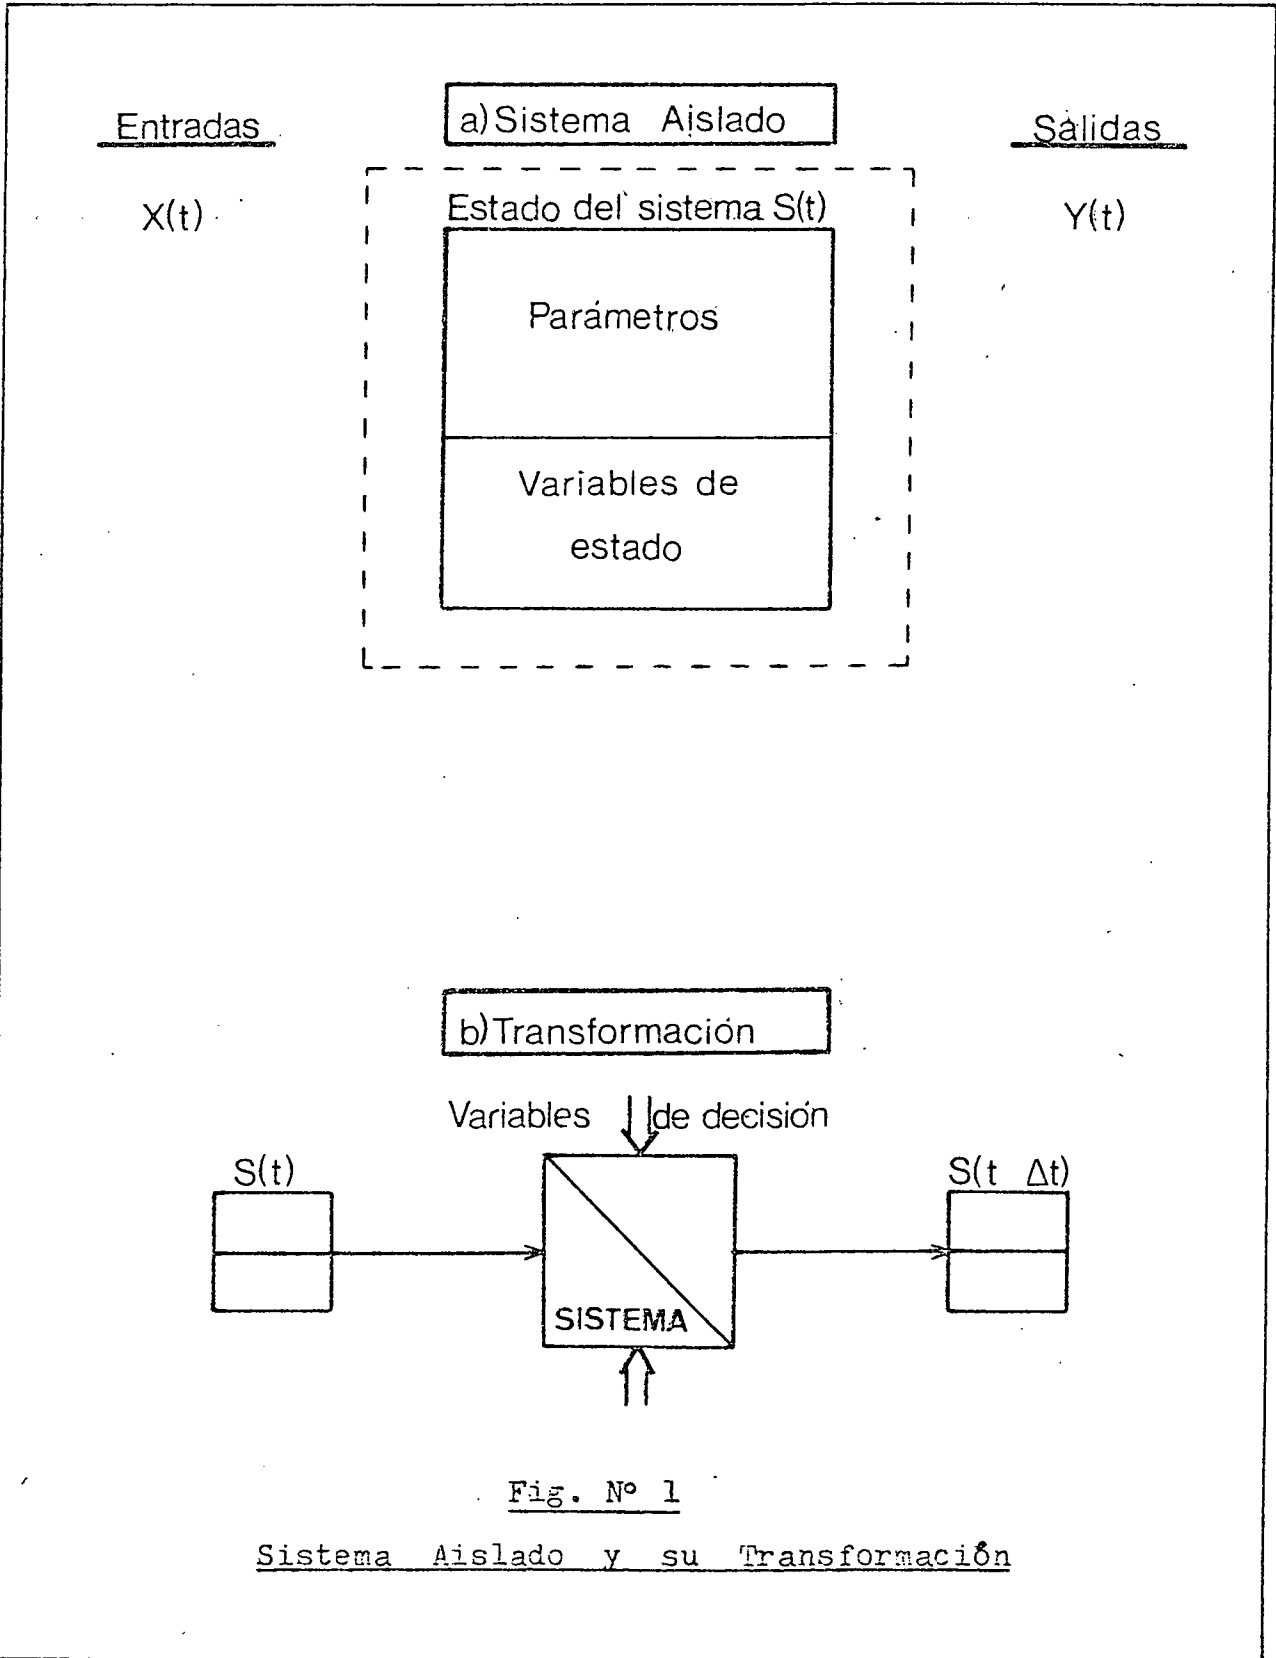 a) Sistema Aislado
Entradas
Sálidas
X(t)
Estado del sistema S(t)
Y(t)
Parámetros
Variables de
estado
b) Transformación
Variables de decisión
S(t)
S(t Δt)
SISTEMA
Fig. Nº 1
Sistema Aislado y su Transformación